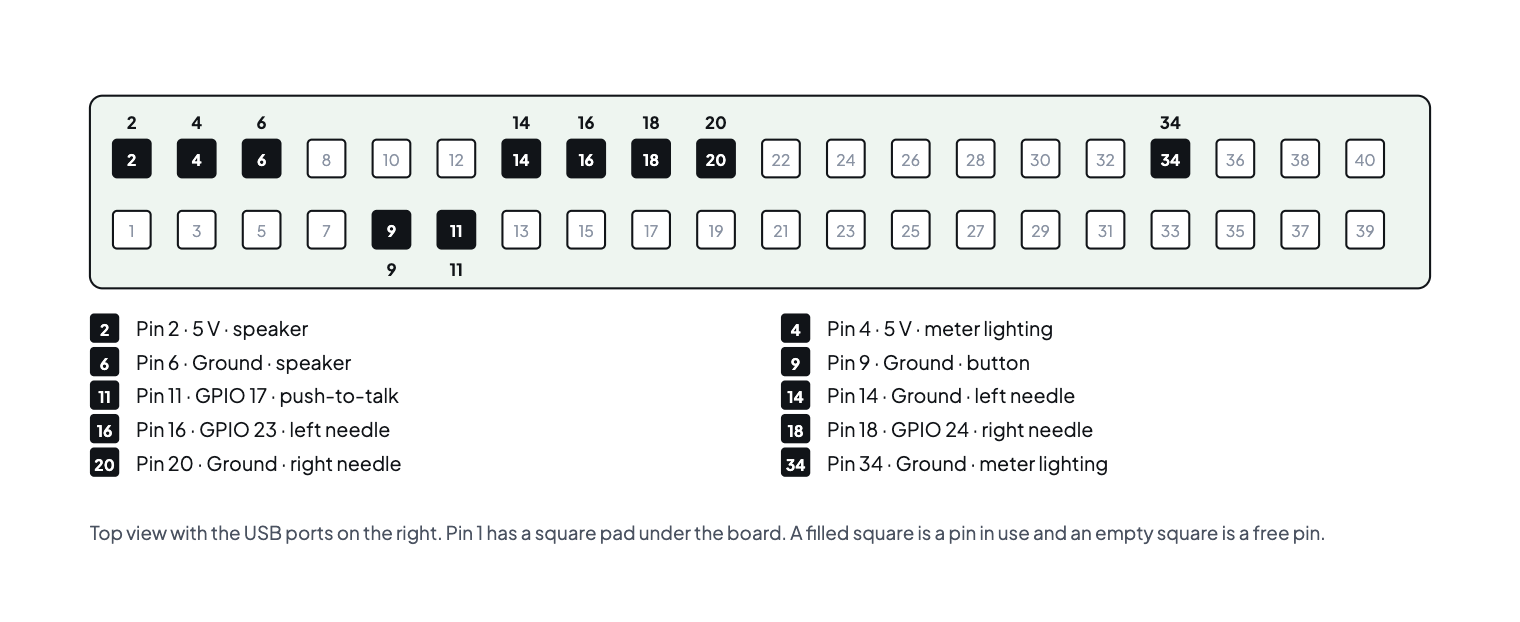 2 4 6 14 16 18 20 34
2 4 6 8 10 12 14 16 18 20 22 24 26 28 30 32 34 36 38 40
1 3 5 7 9 11 13 15 17 19 21 23 25 27 29 31 33 35 37 39
9 11
2 Pin 2 · 5 V · speaker
4 Pin 4 · 5 V · meter lighting
6 Pin 6 · Ground · speaker
9 Pin 9 · Ground · button
11 Pin 11 · GPIO 17 · push-to-talk
14 Pin 14 · Ground · left needle
16 Pin 16 · GPIO 23 · left needle
18 Pin 18 · GPIO 24 · right needle
20 Pin 20 · Ground · right needle
34 Pin 34 · Ground · meter lighting
Top view with the USB ports on the right. Pin 1 has a square pad under the board. A filled square is a pin in use and an empty square is a free pin.